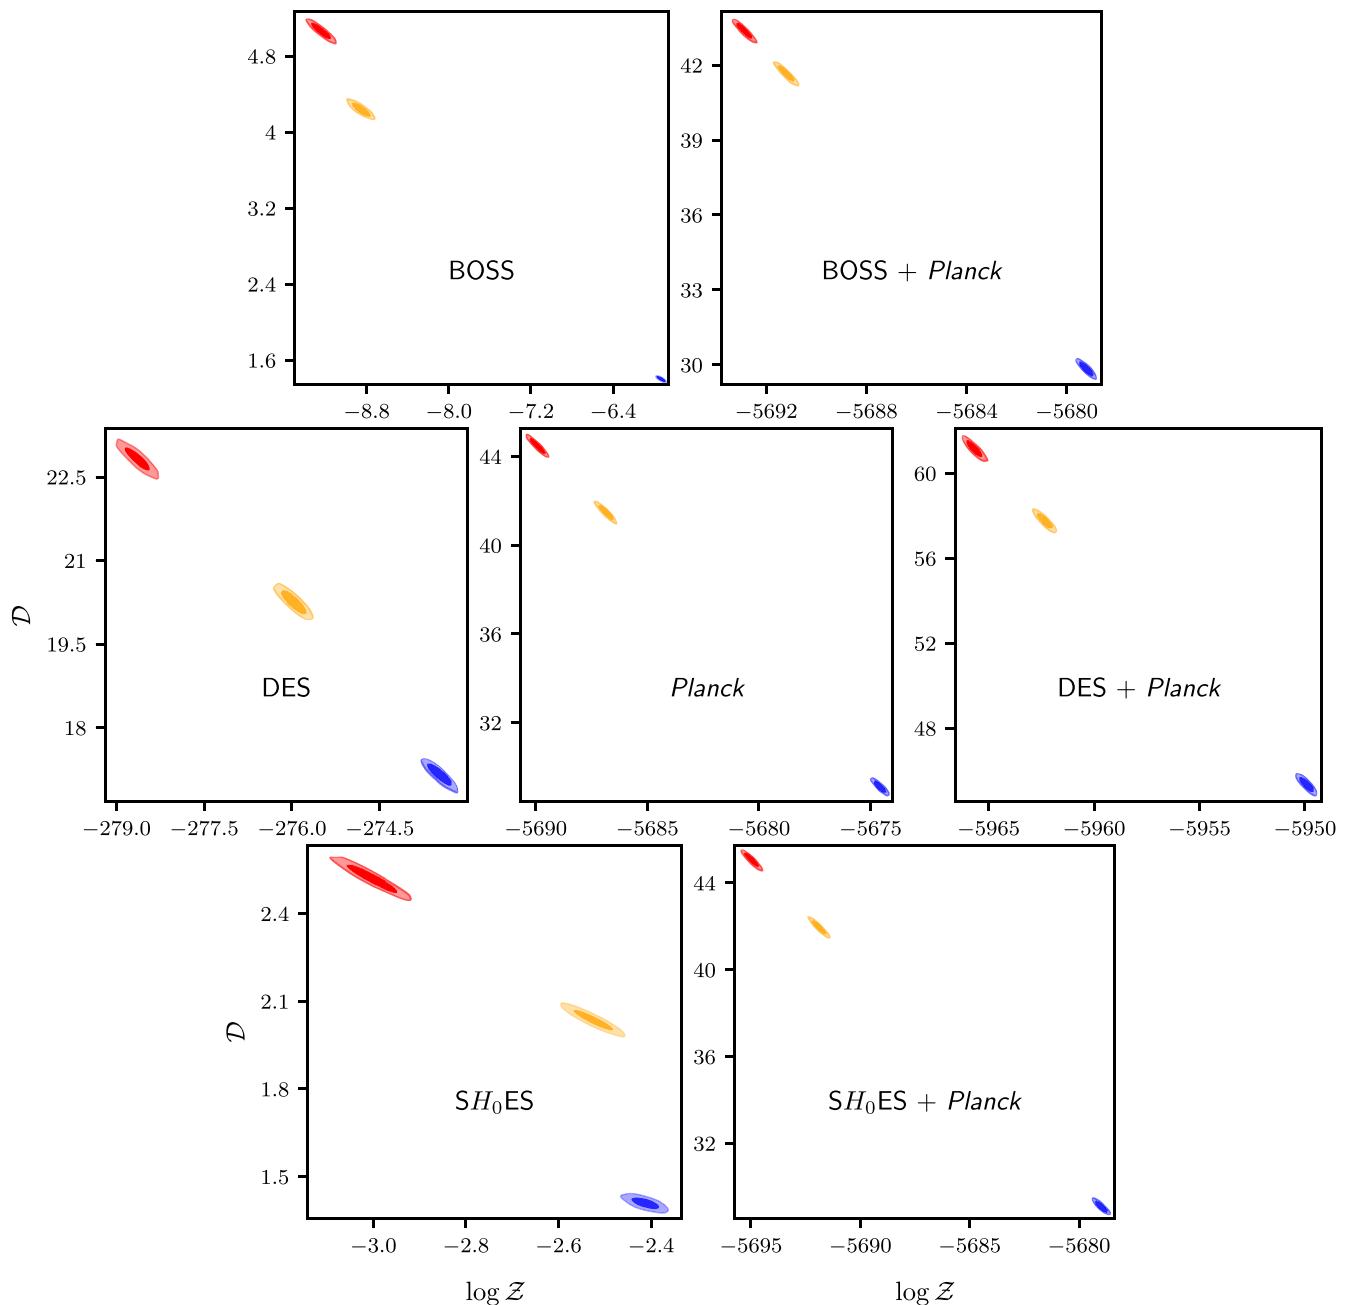 4.8
4
3.2
2.4
1.6
BOSS
−8.8 −8.0 −7.2 −6.4
42
39
36
33
30
BOSS + Planck
−5692 −5688 −5684 −5680
𝒟
22.5
21
19.5
18
DES
−279.0 −277.5 −276.0 −274.5
44
40
36
32
Planck
−5690 −5685 −5680 −5675
60
56
52
48
DES + Planck
−5965 −5960 −5955 −5950
𝒟
2.4
2.1
1.8
1.5
SH₀ES
−3.0 −2.8 −2.6 −2.4
log 𝒵
44
40
36
32
SH₀ES + Planck
−5695 −5690 −5685 −5680
log 𝒵